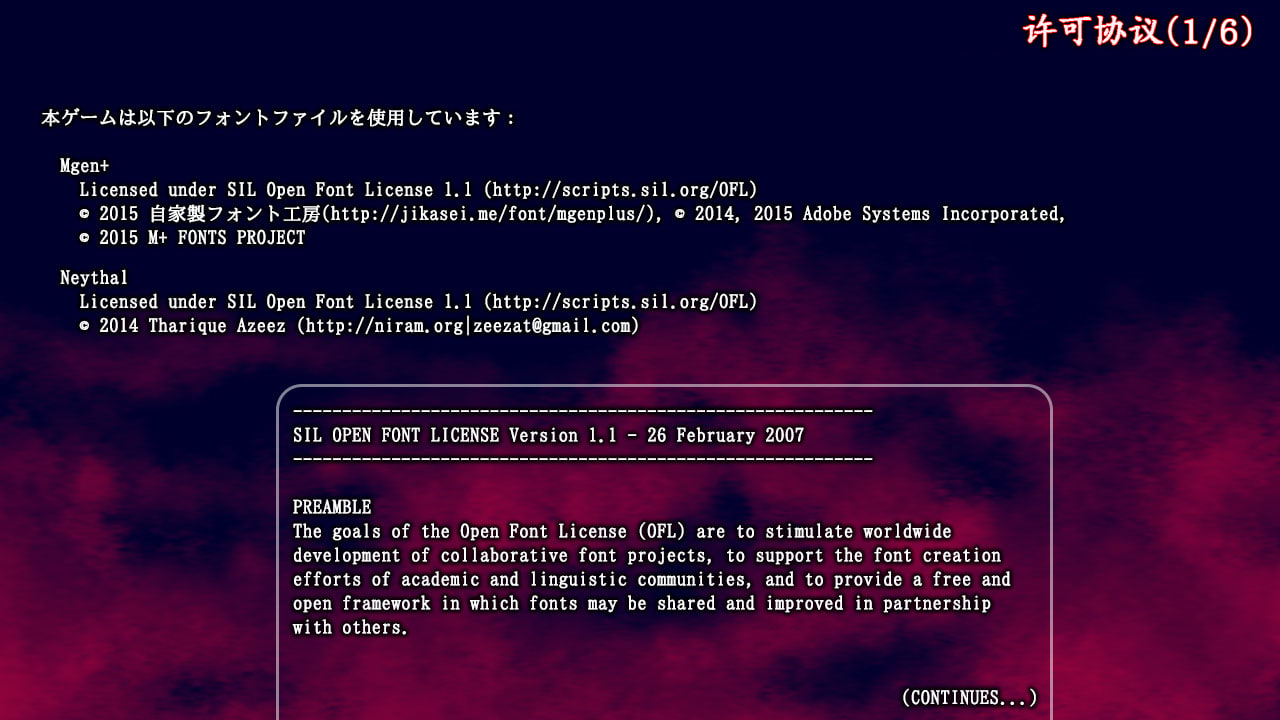 许可协议(1/6)
本ゲームは以下のフォントファイルを使用しています：
Mgen+
Licensed under SIL Open Font License 1.1 (http://scripts.sil.org/OFL)
© 2015 自家製フォント工房(http://jikasei.me/font/mgenplus/), © 2014, 2015 Adobe Systems Incorporated,
© 2015 M+ FONTS PROJECT
Neythal
Licensed under SIL Open Font License 1.1 (http://scripts.sil.org/OFL)
© 2014 Tharique Azeez (http://niram.org|zeezat@gmail.com)
-----------------------------------------------------------
SIL OPEN FONT LICENSE Version 1.1 - 26 February 2007
-----------------------------------------------------------
PREAMBLE
The goals of the Open Font License (OFL) are to stimulate worldwide
development of collaborative font projects, to support the font creation
efforts of academic and linguistic communities, and to provide a free and
open framework in which fonts may be shared and improved in partnership
with others.
(CONTINUES...)